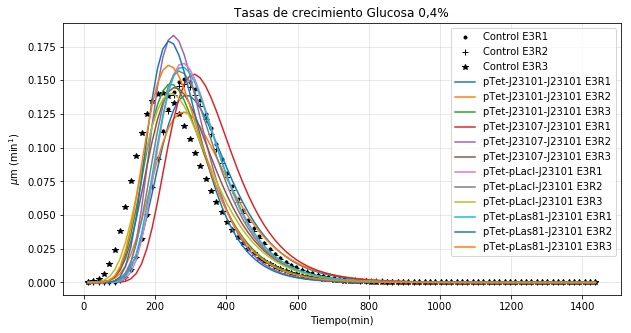 Tasas de crecimiento Glucosa 0,4%
Control E3R1
Control E3R2
Control E3R3
pTet-J23101-J23101 E3R1
pTet-J23101-J23101 E3R2
pTet-J23101-J23101 E3R3
pTet-J23107-J23101 E3R1
pTet-J23107-J23101 E3R2
pTet-J23107-J23101 E3R3
pTet-pLacI-J23101 E3R1
pTet-pLacI-J23101 E3R2
pTet-pLacI-J23101 E3R3
pTet-pLas81-J23101 E3R1
pTet-pLas81-J23101 E3R2
pTet-pLas81-J23101 E3R3
0.175
0.150
0.125
0.100
0.075
0.050
0.025
0.000
μm (min¹)
0 200 400 600 800 1000 1200 1400
Tiempo(min)